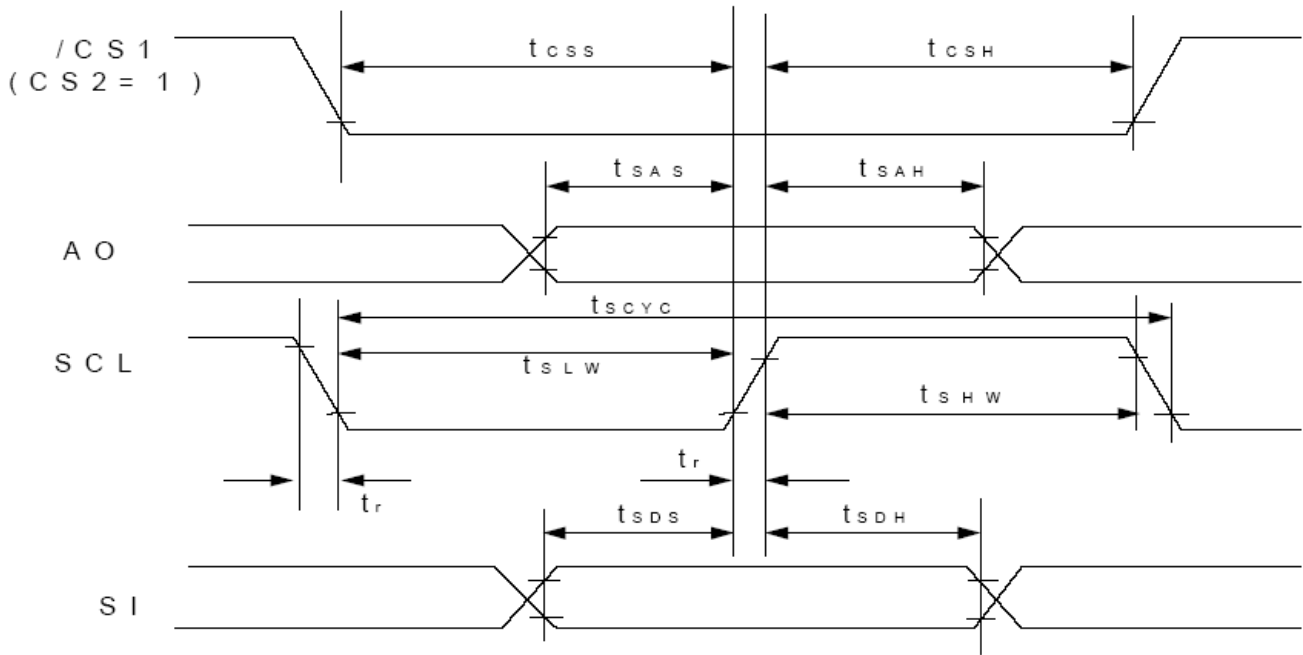 /CS1
(CS2=1)
tCSS
tCSH
tSAS
tSAH
AO
tSCYC
SCL
tSLW
tSHW
tr
tr
tSDS
tSDH
SI